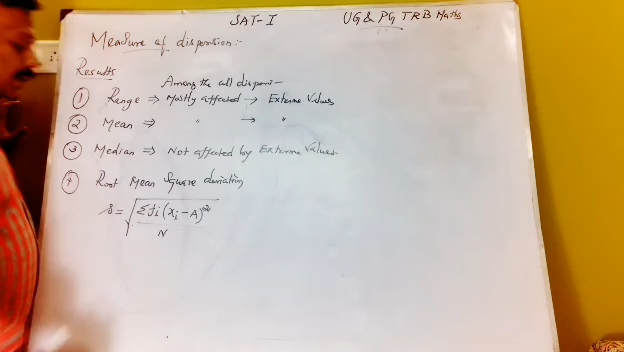 SAT-I UG & PG TRB Maths
Measure of dispersion:-
Results
Among the all dispersi-
① Range ⇒ Mostly affected → Extreme Values
② Mean ⇒ " → "
③ Median ⇒ Not affected by Extreme Values.
④ Root Mean Square deviation
s = √(Σfi(xi-A)²/N)